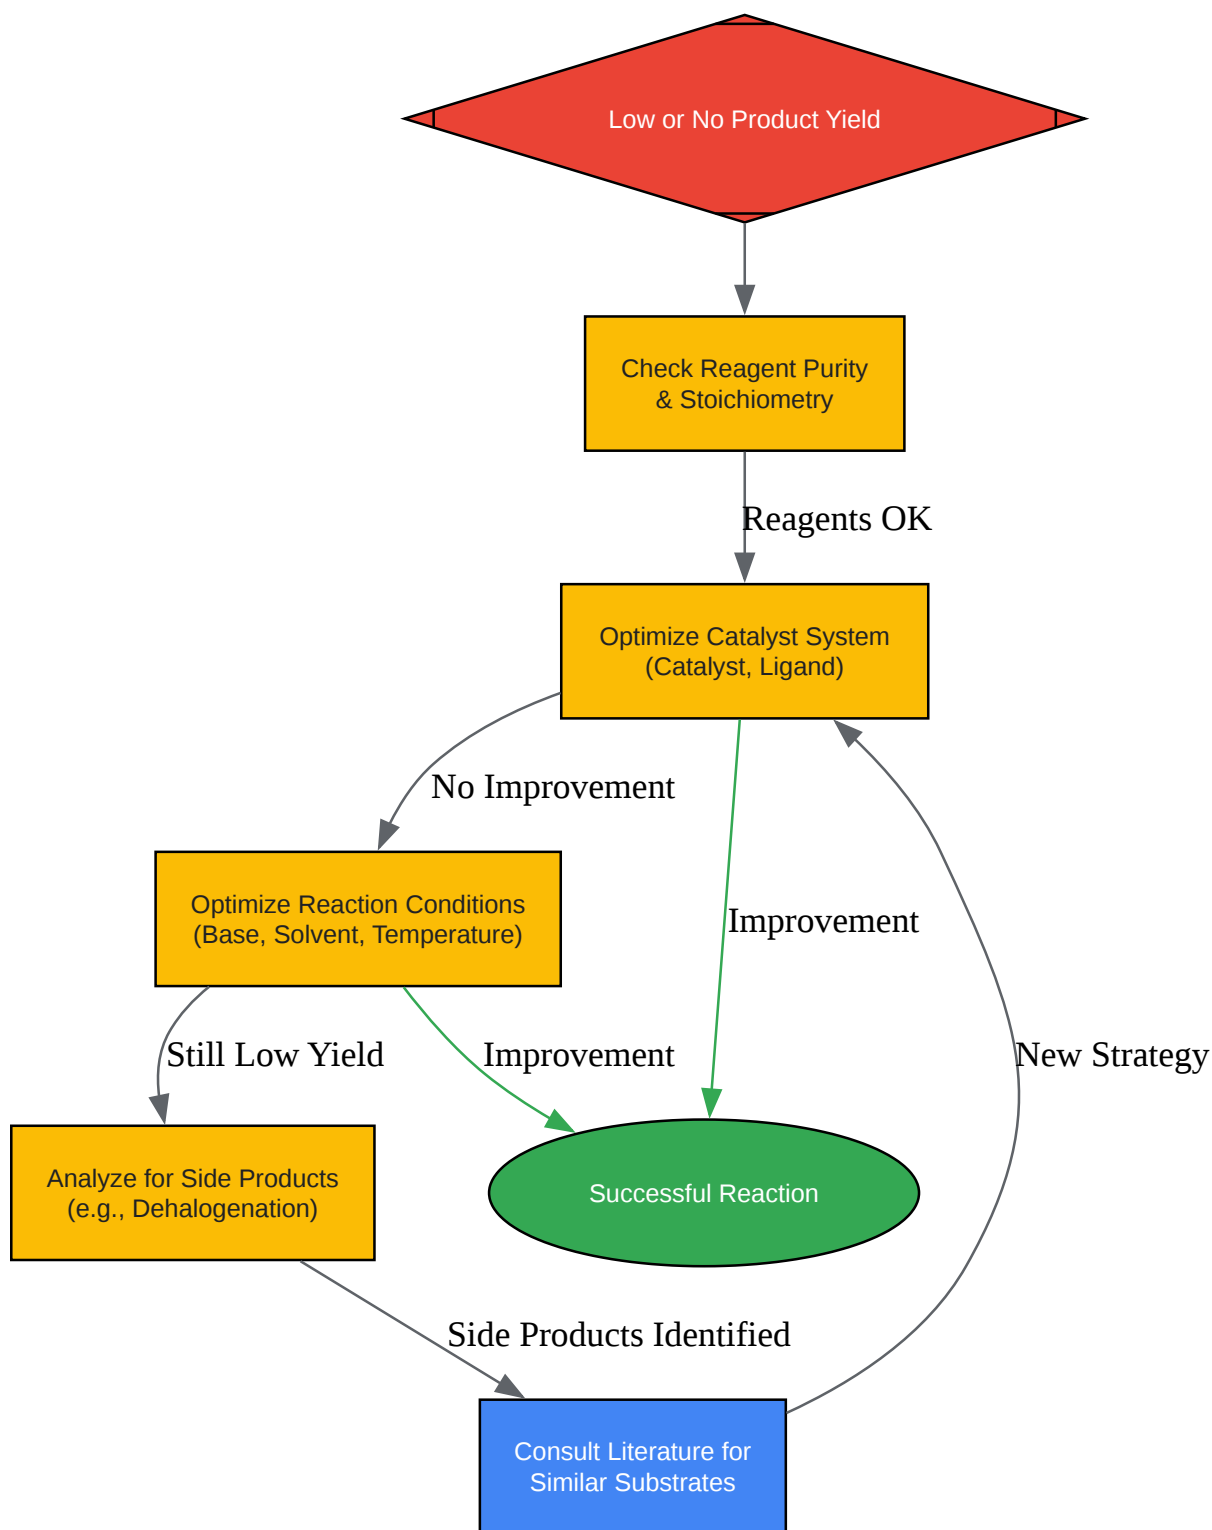 Low or No Product Yield
Check Reagent Purity
& Stoichiometry
Reagents OK
Optimize Catalyst System
(Catalyst, Ligand)
No Improvement
Optimize Reaction Conditions
(Base, Solvent, Temperature)
Improvement
Still Low Yield
Improvement
New Strategy
Analyze for Side Products
(e.g., Dehalogenation)
Successful Reaction
Side Products Identified
Consult Literature for
Similar Substrates